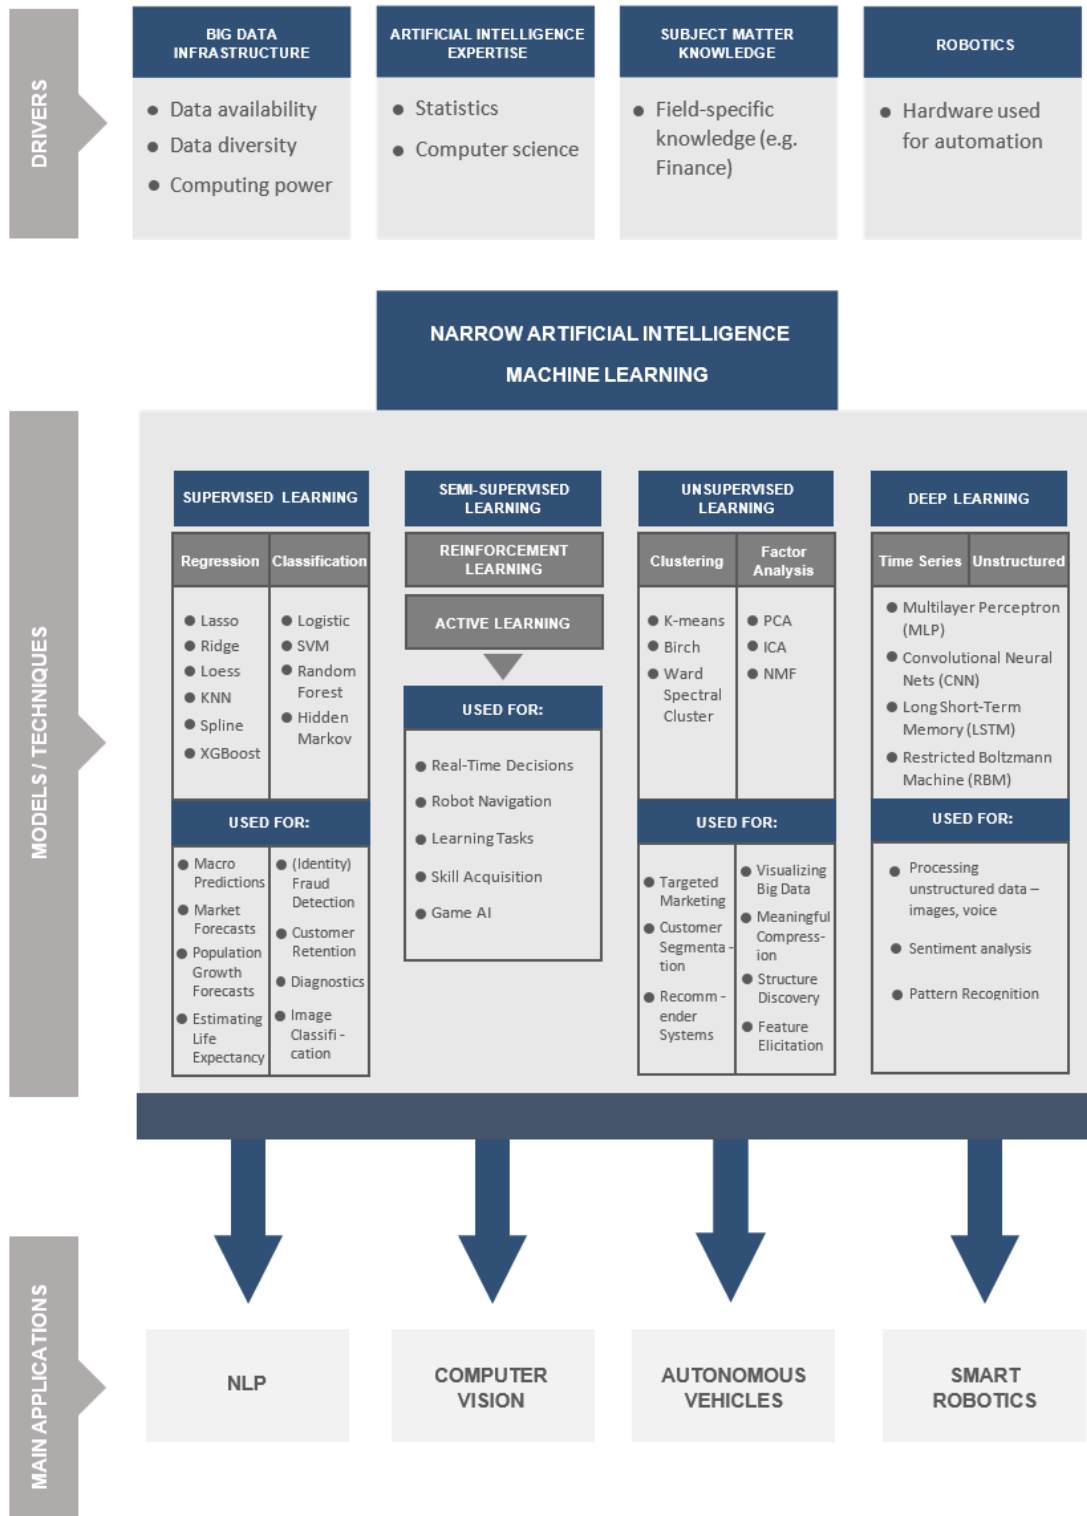 DRIVERS
BIG DATA
INFRASTRUCTURE
● Data availability
● Data diversity
● Computing power
ARTIFICIAL INTELLIGENCE
EXPERTISE
● Statistics
● Computer science
SUBJECT MATTER
KNOWLEDGE
● Field-specific
knowledge (e.g.
Finance)
ROBOTICS
● Hardware used
for automation
NARROW ARTIFICIAL INTELLIGENCE
MACHINE LEARNING
MODELS / TECHNIQUES
SUPERVISED LEARNING
Regression
● Lasso
● Ridge
● Loess
● KNN
● Spline
● XGBoost
Classification
● Logistic
● SVM
● Random
Forest
● Hidden
Markov
USED FOR:
● Macro
Predictions
● Market
Forecasts
● Population
Growth
Forecasts
● Estimating
Life
Expectancy
● (Identity)
Fraud
Detection
● Customer
Retention
● Diagnostics
● Image
Classifi -
cation
SEMI-SUPERVISED
LEARNING
REINFORCEMENT
LEARNING
ACTIVE LEARNING
USED FOR:
● Real-Time Decisions
● Robot Navigation
● Learning Tasks
● Skill Acquisition
● Game AI
UNSUPERVISED
LEARNING
Clustering
● K-means
● Birch
● Ward
Spectral
Cluster
Factor
Analysis
● PCA
● ICA
● NMF
USED FOR:
● Targeted
Marketing
● Customer
Segmenta -
tion
● Recomm -
ender
Systems
● Visualizing
Big Data
● Meaningful
Compress-
ion
● Structure
Discovery
● Feature
Elicitation
DEEP LEARNING
Time Series
Unstructured
● Multilayer Perceptron
(MLP)
● Convolutional Neural
Nets (CNN)
● Long Short-Term
Memory (LSTM)
● Restricted Boltzmann
Machine (RBM)
USED FOR:
● Processing
unstructured data –
images, voice
● Sentiment analysis
● Pattern Recognition
MAIN APPLICATIONS
NLP
COMPUTER
VISION
AUTONOMOUS
VEHICLES
SMART
ROBOTICS